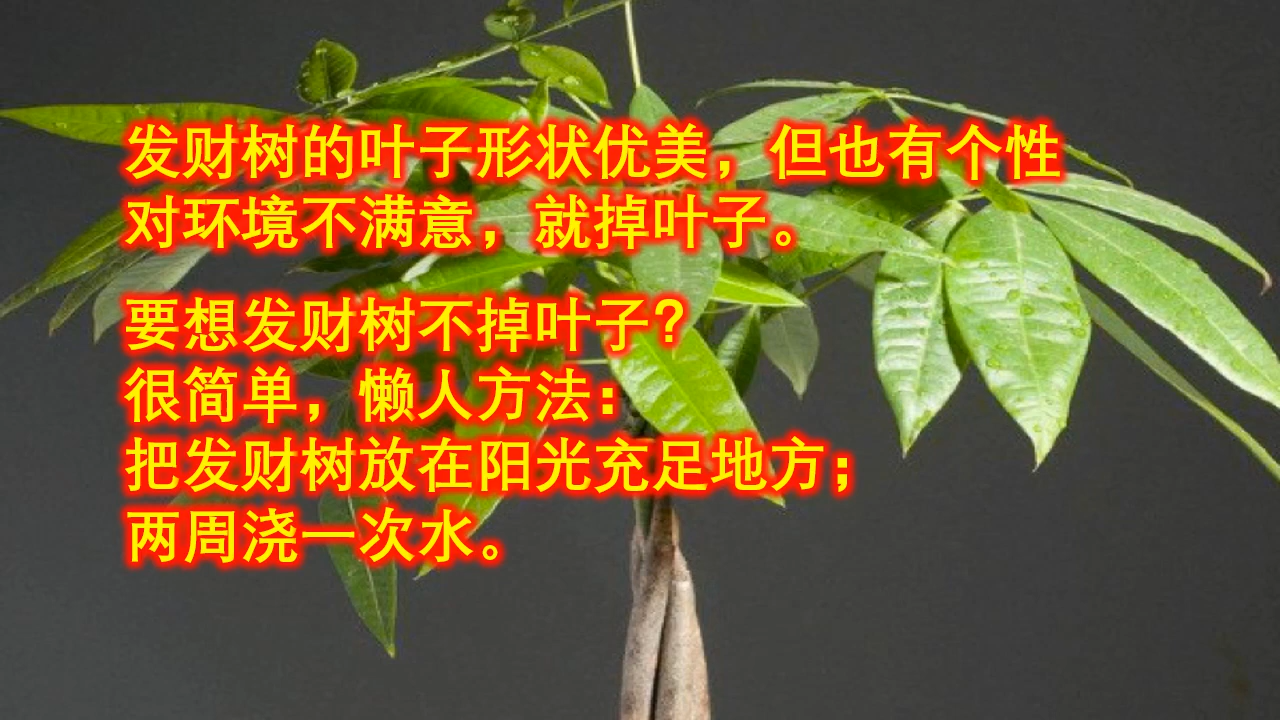 发财树的叶子形状优美，但也有个性
对环境不满意，就掉叶子。
要想发财树不掉叶子？
很简单，懒人方法：
把发财树放在阳光充足地方；
两周浇一次水。